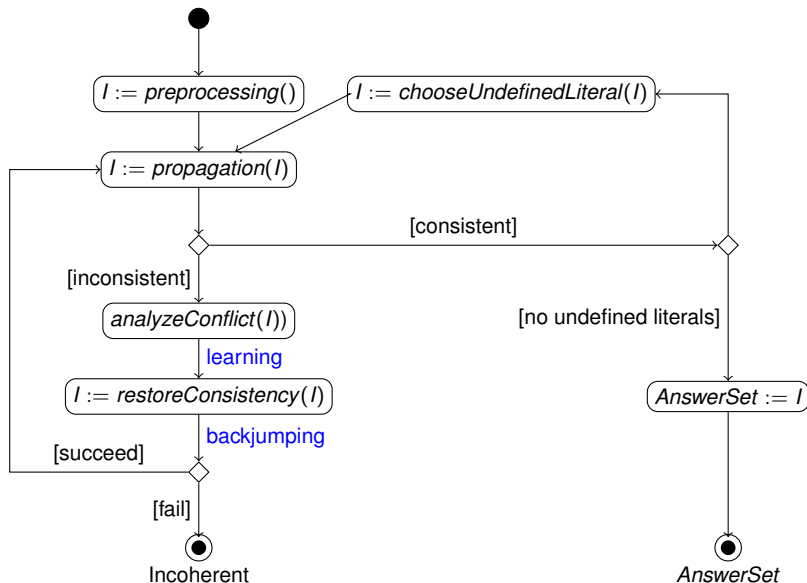 I := preprocessing()
I := chooseUndefinedLiteral(I)
I := propagation(I)
[consistent]
[inconsistent]
analyzeConflict(I))
[no undefined literals]
learning
I := restoreConsistency(I)
AnswerSet := I
backjumping
[succeed]
[fail]
Incoherent
AnswerSet